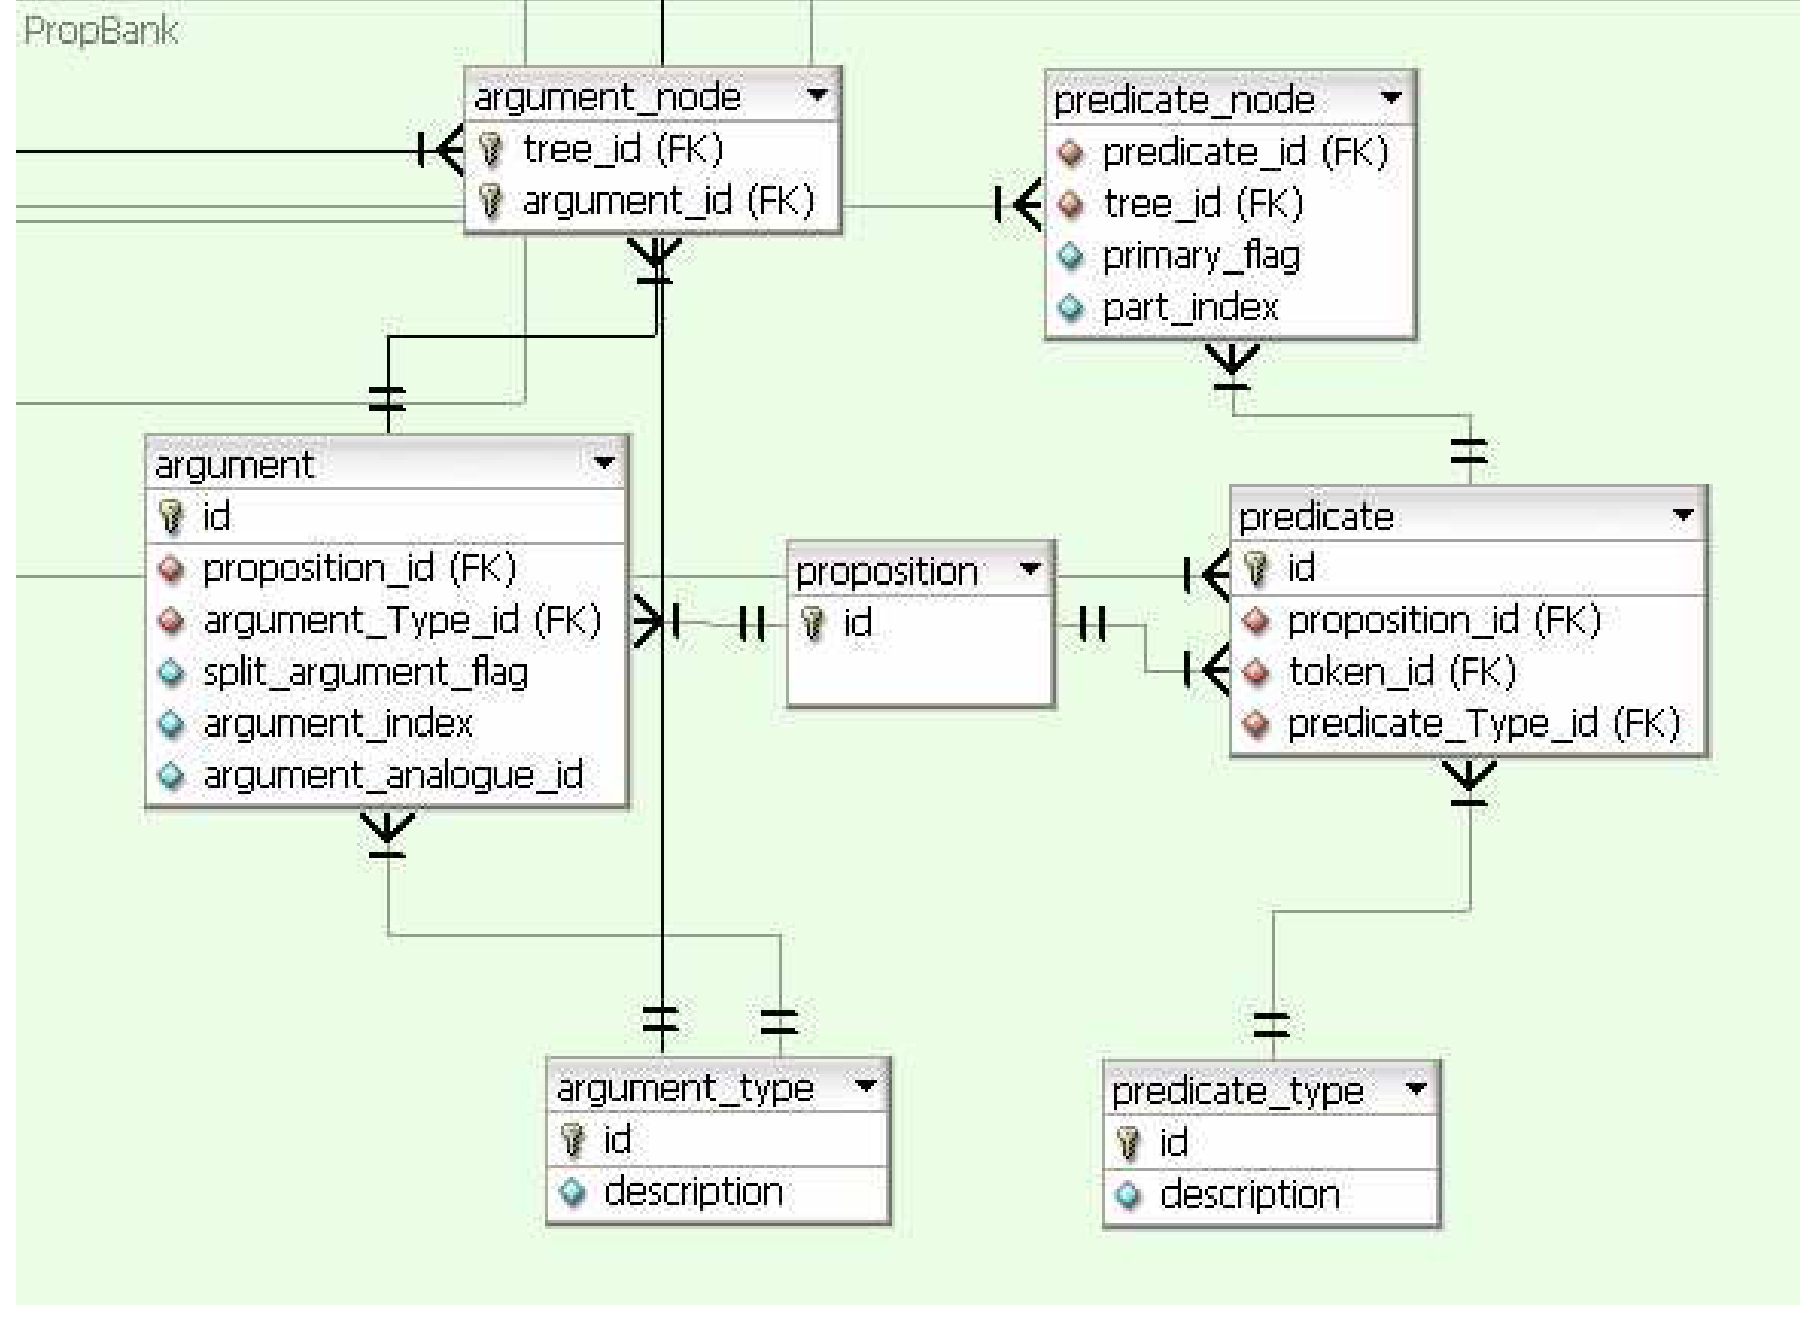 PropBank
argument_node
tree_id (FK)
argument_id (FK)
predicate_node
predicate_id (FK)
tree_id (FK)
primary_flag
part_index
argument
id
proposition_id (FK)
argument_Type_id (FK)
split_argument_flag
argument_index
argument_analogue_id
proposition
id
predicate
id
proposition_id (FK)
token_id (FK)
predicate_Type_id (FK)
argument_type
id
description
predicate_type
id
description